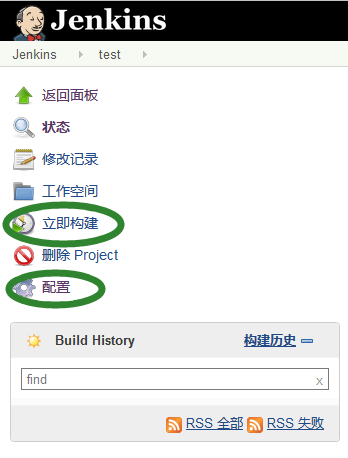 Jenkins
Jenkins test
返回面板
状态
修改记录
工作空间
立即构建
删除 Project
配置
Build History 构建历史
find x
RSS 全部 RSS 失败